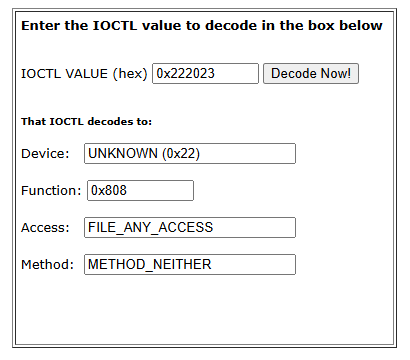 Enter the IOCTL value to decode in the box below
IOCTL VALUE (hex) 0x222023 Decode Now!
That IOCTL decodes to:
Device: UNKNOWN (0x22)
Function: 0x808
Access: FILE_ANY_ACCESS
Method: METHOD_NEITHER